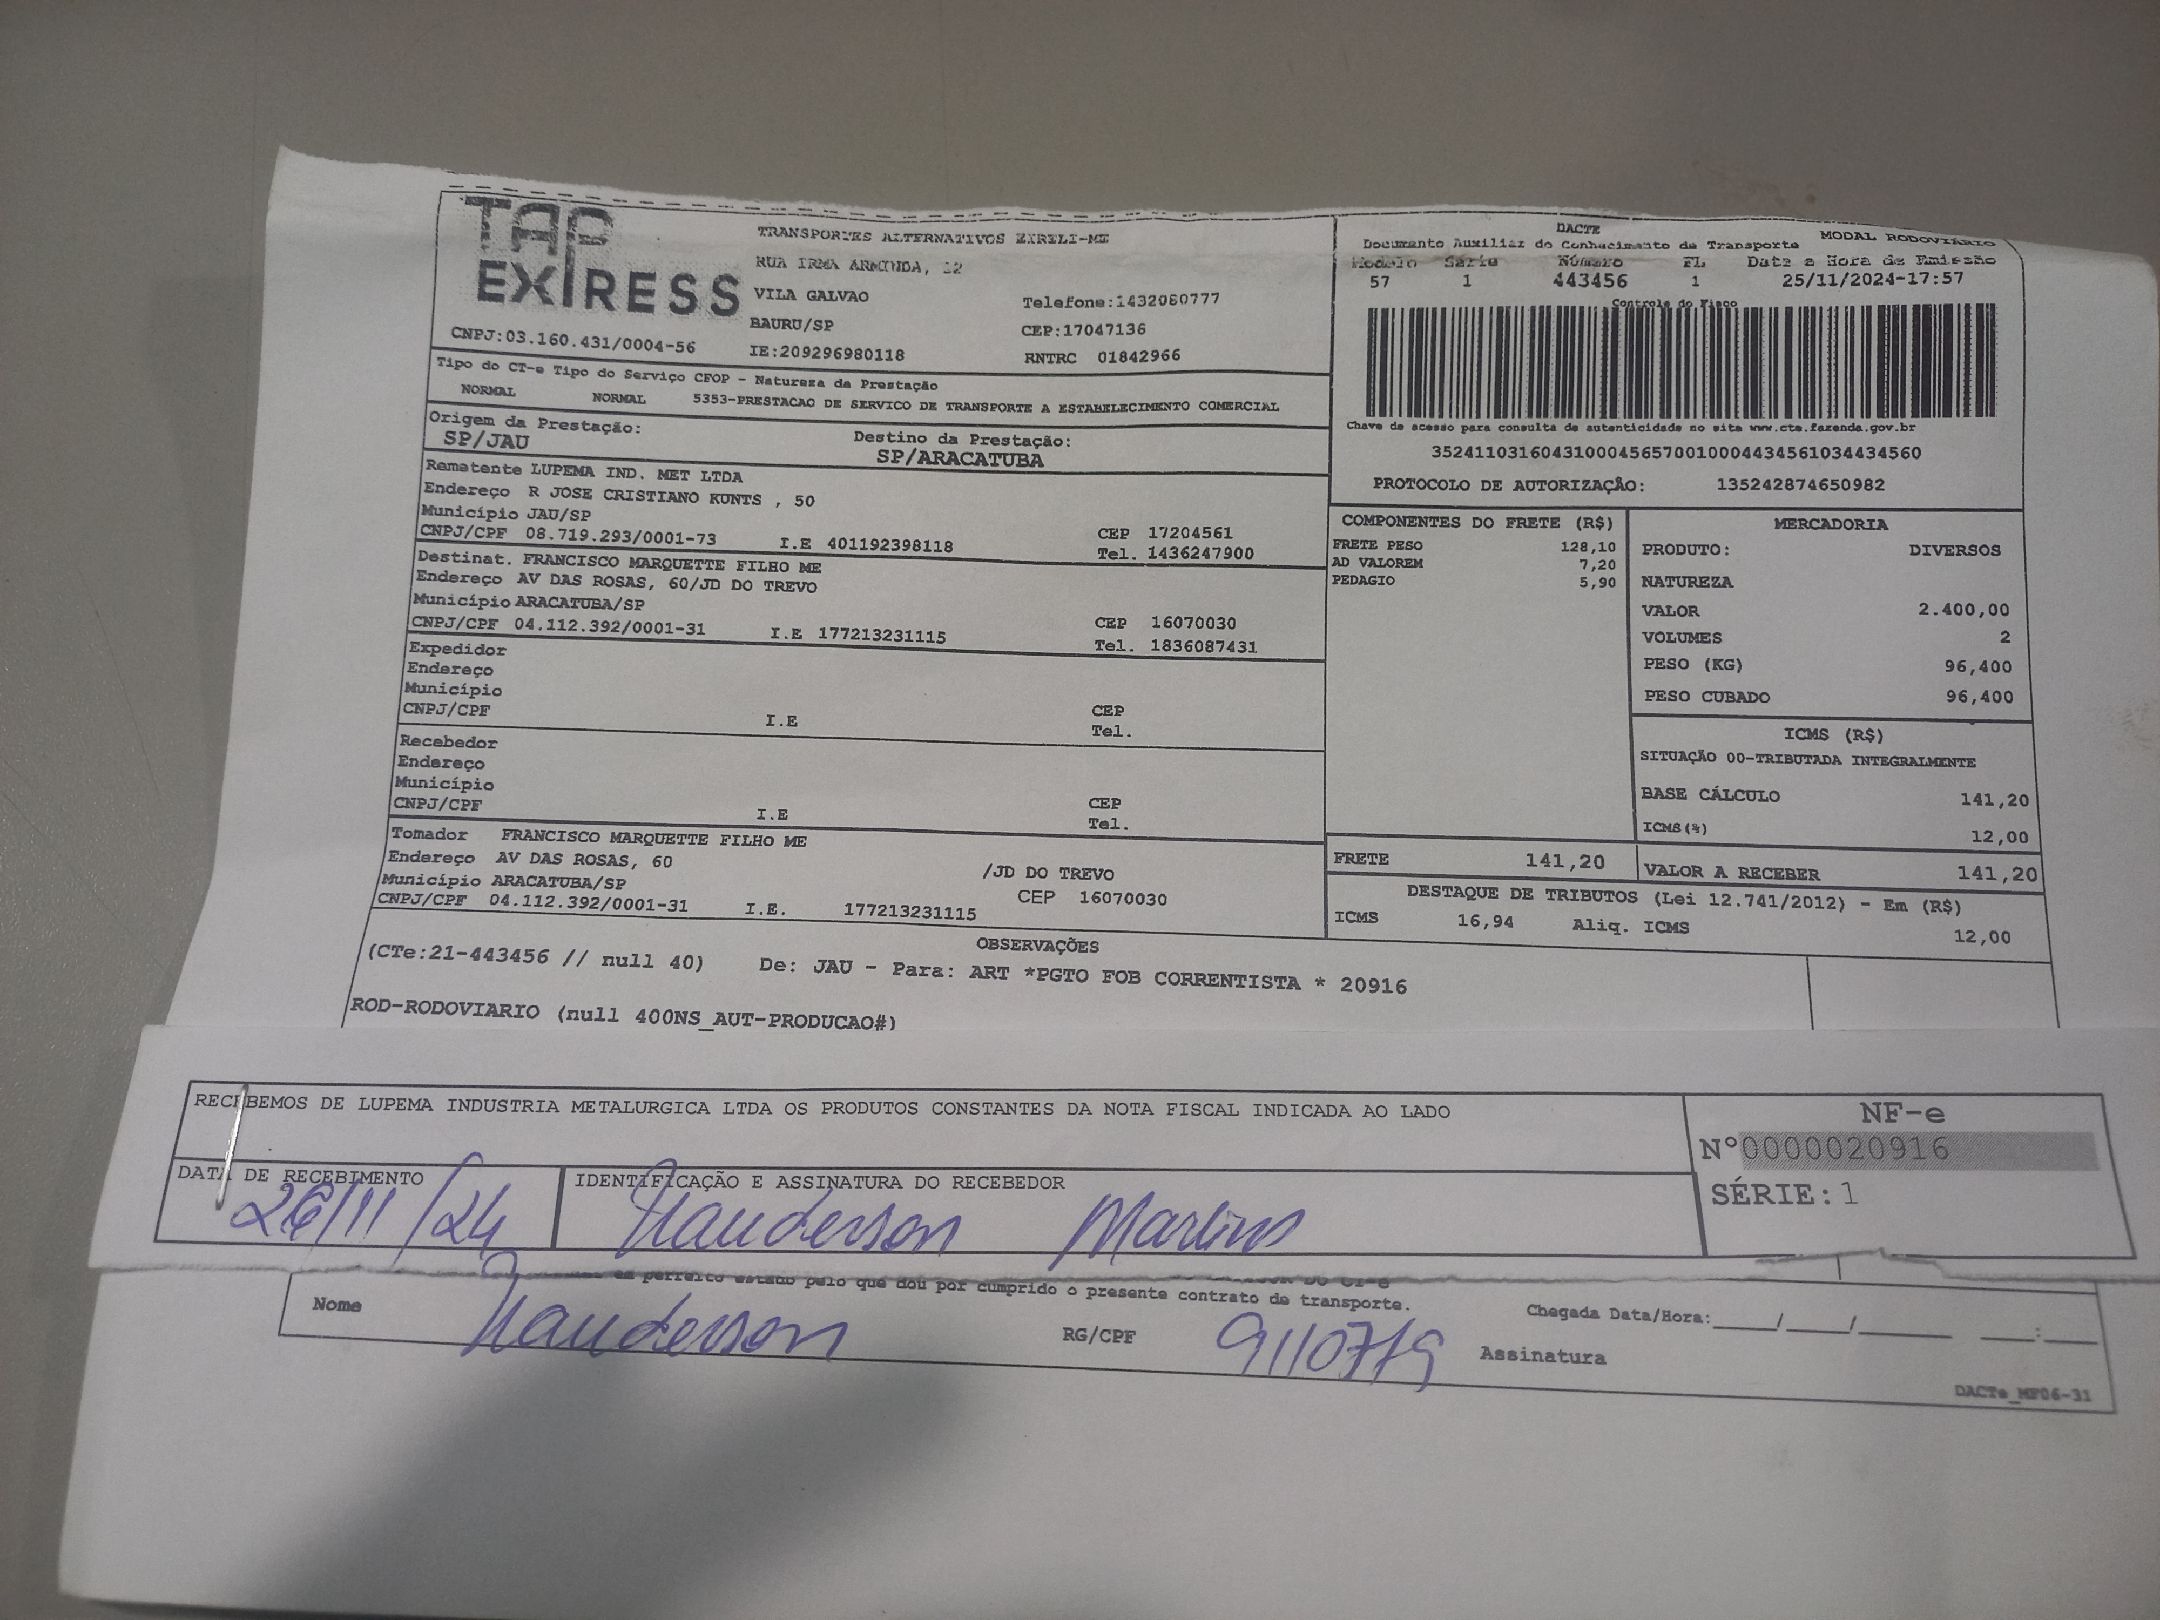 TAP
EXPRESS
TRANSPORTES ALTERNATIVOS EIRELI-ME
RUA IRMA ARMINDA, 12
VILA GALVAO Telefone:1432080777
BAURU/SP CEP:17047136
CNPJ:03.160.431/0004-56 IE:209296980118 RNTRC 01842966
DACTE
Documento Auxiliar do Conhecimento de Transporte MODAL RODOVIÁRIO
Modelo Serie Número FL Data e Hora de Emissão
57 1 443456 1 25/11/2024-17:57
Controle do Fisco
Chave de acesso para consulta de autenticidade no site www.cte.fazenda.gov.br
35241103160431000456570010004434561034434560
PROTOCOLO DE AUTORIZAÇÃO: 135242874650982
Tipo do CT-e Tipo do Serviço CFOP - Natureza da Prestação
NORMAL NORMAL 5353-PRESTACAO DE SERVICO DE TRANSPORTE A ESTABELECIMENTO COMERCIAL
Origem da Prestação: Destino da Prestação:
SP/JAU SP/ARACATUBA
Remetente LUPEMA IND. MET LTDA
Endereço R JOSE CRISTIANO KUNTS , 50
Município JAU/SP CEP 17204561
CNPJ/CPF 08.719.293/0001-73 I.E 401192398118 Tel. 1436247900
Destinat. FRANCISCO MARQUETTE FILHO ME
Endereço AV DAS ROSAS, 60/JD DO TREVO
Município ARACATUBA/SP CEP 16070030
CNPJ/CPF 04.112.392/0001-31 I.E 177213231115 Tel. 1836087431
Expedidor
Endereço
Município CEP
CNPJ/CPF I.E Tel.
Recebedor
Endereço
Município CEP
CNPJ/CPF I.E Tel.
Tomador FRANCISCO MARQUETTE FILHO ME
Endereço AV DAS ROSAS, 60 /JD DO TREVO
Município ARACATUBA/SP CEP 16070030
CNPJ/CPF 04.112.392/0001-31 I.E. 177213231115
COMPONENTES DO FRETE (R$)
FRETE PESO 128,10
AD VALOREM 7,20
PEDAGIO 5,90
MERCADORIA
PRODUTO: DIVERSOS
NATUREZA
VALOR 2.400,00
VOLUMES 2
PESO (KG) 96,400
PESO CUBADO 96,400
ICMS (R$)
SITUAÇÃO 00-TRIBUTADA INTEGRALMENTE
BASE CÁLCULO 141,20
ICMS(%) 12,00
FRETE 141,20 VALOR A RECEBER 141,20
DESTAQUE DE TRIBUTOS (Lei 12.741/2012) - Em (R$)
ICMS 16,94 Aliq. ICMS 12,00
OBSERVAÇÕES
(CTe:21-443456 // null 40) De: JAU - Para: ART *PGTO FOB CORRENTISTA * 20916
ROD-RODOVIARIO (null 400NS_AUT-PRODUCAO#)
RECEBEMOS DE LUPEMA INDUSTRIA METALURGICA LTDA OS PRODUTOS CONSTANTES DA NOTA FISCAL INDICADA AO LADO
NF-e
Nº0000020916
SÉRIE:1
DATA DE RECEBIMENTO IDENTIFICAÇÃO E ASSINATURA DO RECEBEDOR
26/11/24 Wanderson Martins
em perfeito estado pelo que dou por cumprido o presente contrato de transporte.
Nome Wanderson RG/CPF 9110779 Chegada Data/Hora:____/____/______ ____:____
Assinatura
DACTe_MF06-31